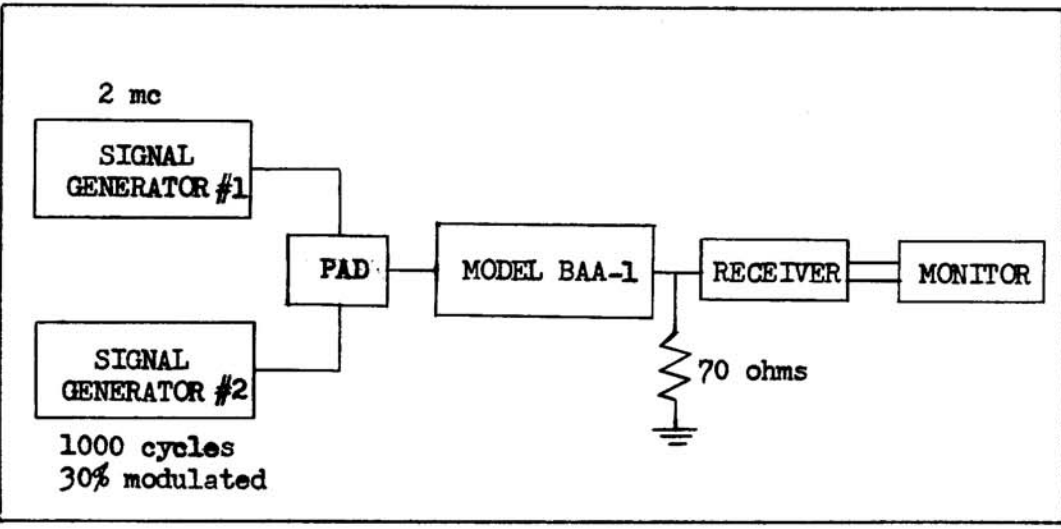 2 mc
SIGNAL
GENERATOR #1
PAD
MODEL BAA-1
RECEIVER
MONITOR
SIGNAL
GENERATOR #2
70 ohms
1000 cycles
30% modulated